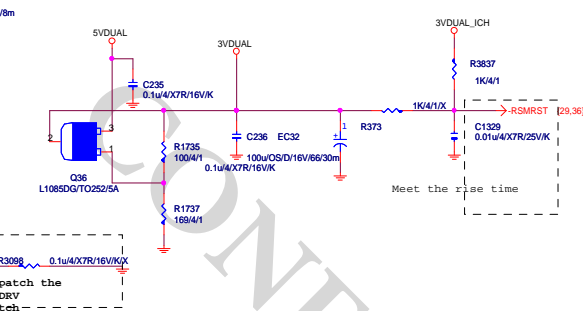 /8m
5VDUAL
3VDUAL
3VDUAL_ICH
C235
0.1u/4/X7R/16V/K
R3837
1K/4/1
2
3
1
Q36
L1085DG/TO252/5A
R1735
100/4/1
R1737
169/4/1
C236
0.1u/4/X7R/16V/K
EC32
100u/OS/D/16V/66/30m
1
+
R373
1K/4/1/X
-RSMRST [29,36]
C1329
0.01u/4/X7R/25V/K
Meet the rise time
R3098
0.1u/4/X7R/16V/K/X
patch the
DRV
tch
CONF